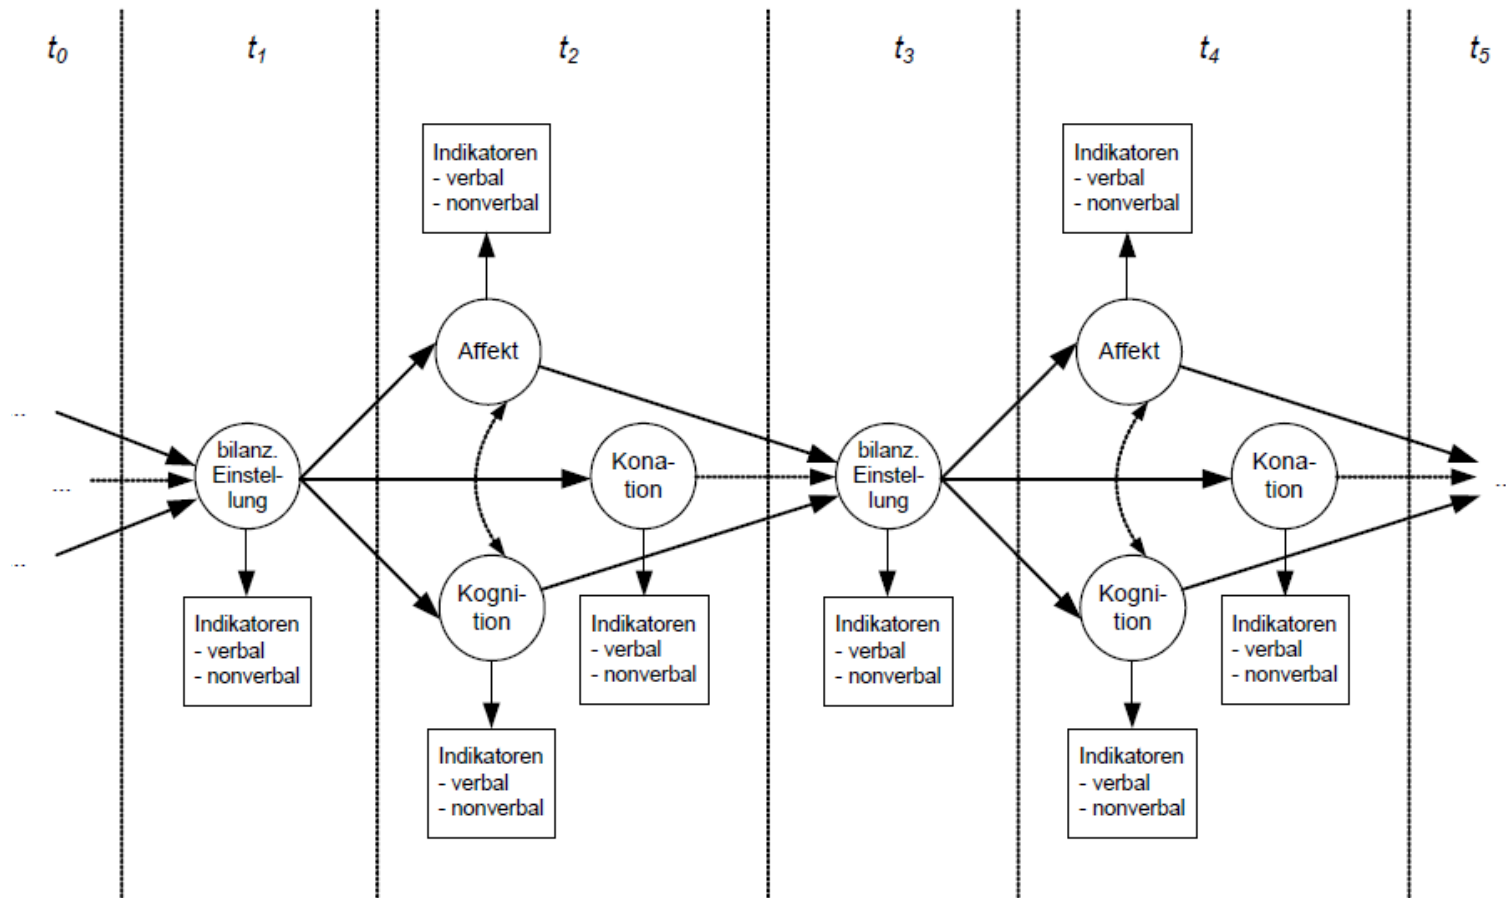 t0 t1 t2 t3 t4 t5
Indikatoren
- verbal
- nonverbal
Indikatoren
- verbal
- nonverbal
Affekt
Affekt
...
...
...
bilanz.
Einstel-
lung
Kona-
tion
bilanz.
Einstel-
lung
Kona-
tion
...
Kogni-
tion
Kogni-
tion
Indikatoren
- verbal
- nonverbal
Indikatoren
- verbal
- nonverbal
Indikatoren
- verbal
- nonverbal
Indikatoren
- verbal
- nonverbal
Indikatoren
- verbal
- nonverbal
Indikatoren
- verbal
- nonverbal